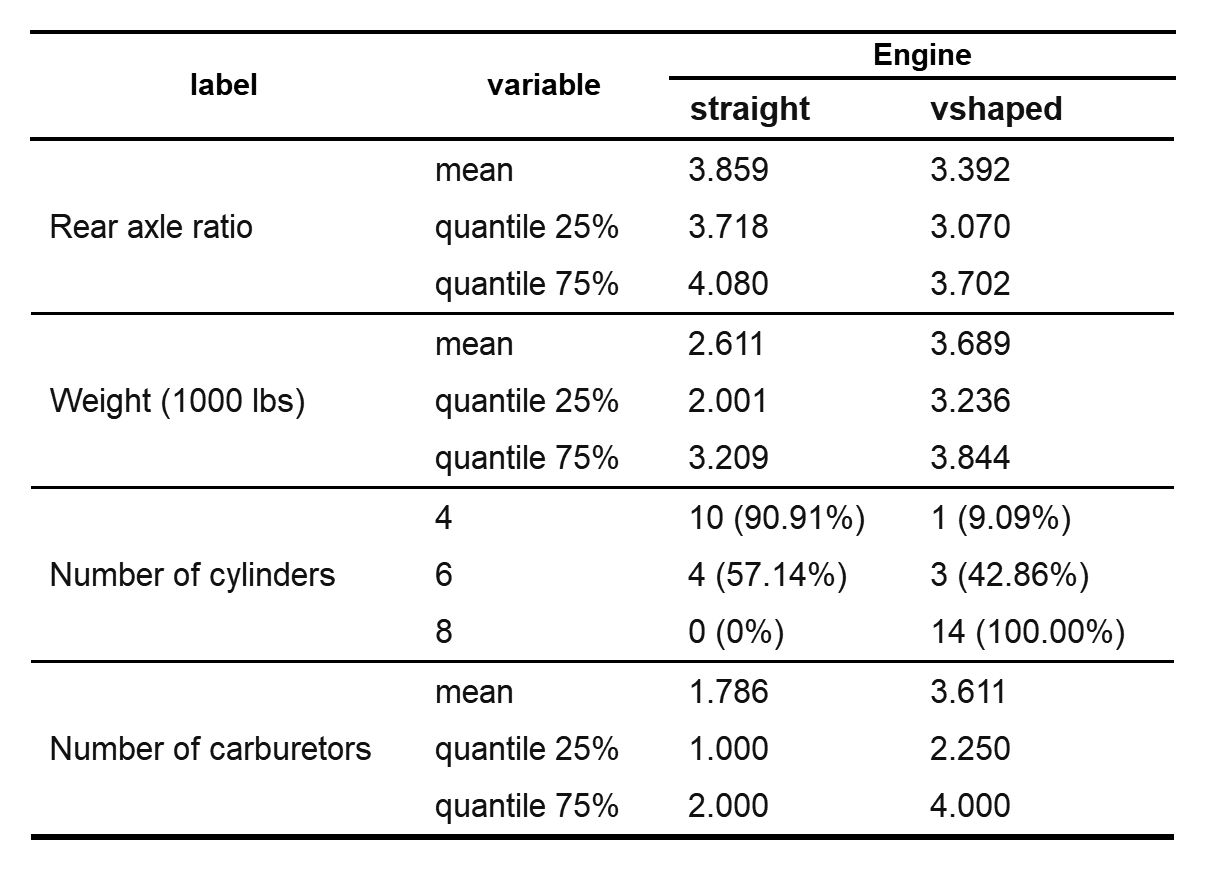 label variable Engine
straight vshaped
mean 3.859 3.392
Rear axle ratio quantile 25% 3.718 3.070
quantile 75% 4.080 3.702
mean 2.611 3.689
Weight (1000 lbs) quantile 25% 2.001 3.236
quantile 75% 3.209 3.844
4 10 (90.91%) 1 (9.09%)
Number of cylinders 6 4 (57.14%) 3 (42.86%)
8 0 (0%) 14 (100.00%)
mean 1.786 3.611
Number of carburetors quantile 25% 1.000 2.250
quantile 75% 2.000 4.000